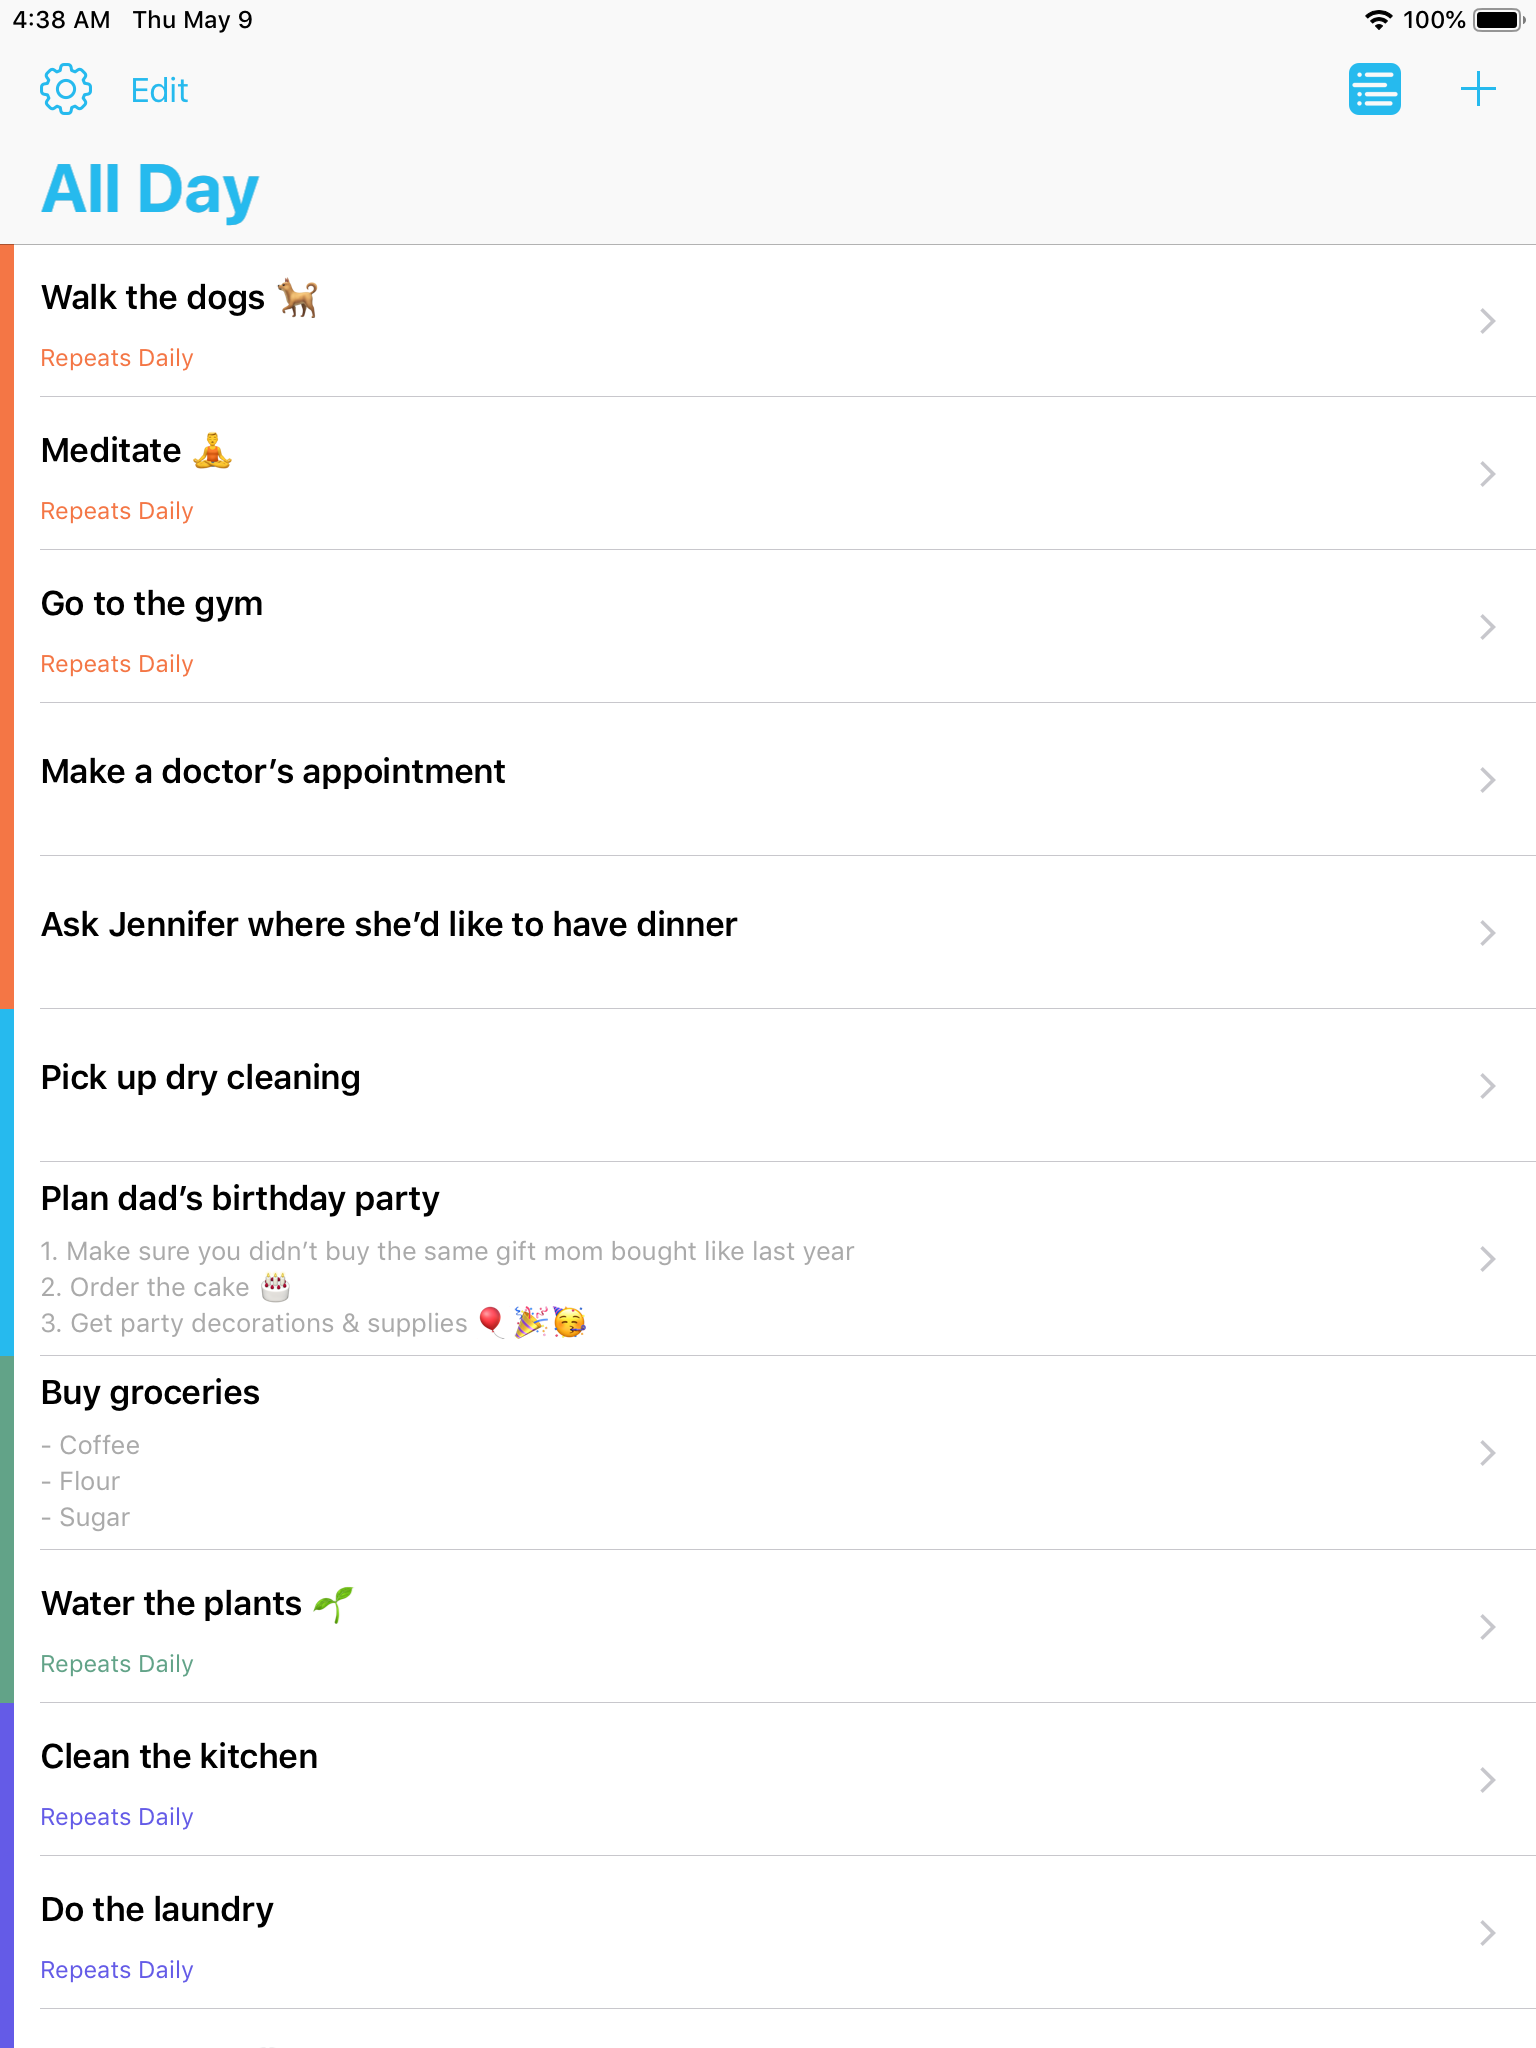 4:38 AM Thu May 9 100%
Edit
All Day
Walk the dogs 🐕
Repeats Daily
Meditate 🧘
Repeats Daily
Go to the gym
Repeats Daily
Make a doctor’s appointment
Ask Jennifer where she’d like to have dinner
Pick up dry cleaning
Plan dad’s birthday party
1. Make sure you didn’t buy the same gift mom bought like last year
2. Order the cake 🎂
3. Get party decorations & supplies 🎈🎉🥳
Buy groceries
- Coffee
- Flour
- Sugar
Water the plants 🌱
Repeats Daily
Clean the kitchen
Repeats Daily
Do the laundry
Repeats Daily